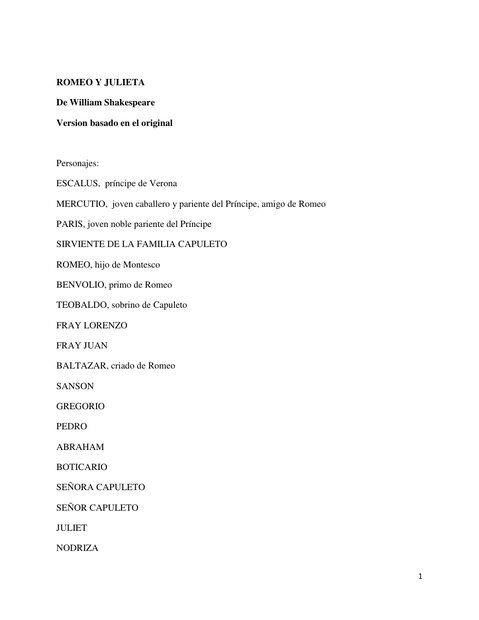 ROMEO Y JULIETA
De William Shakespeare
Version basado en el original
Personajes:
ESCALUS,  príncipe de Verona
MERCUTIO,  joven caballero y pariente del Príncipe, amigo de Romeo
PARIS, joven noble pariente del Príncipe
SIRVIENTE DE LA FAMILIA CAPULETO
ROMEO, hijo de Montesco
BENVOLIO, primo de Romeo
TEOBALDO, sobrino de Capuleto
FRAY LORENZO
FRAY JUAN
BALTAZAR, criado de Romeo
SANSON
GREGORIO
PEDRO
ABRAHAM
BOTICARIO
SEÑORA CAPULETO
SEÑOR CAPULETO
JULIET
NODRIZA
1